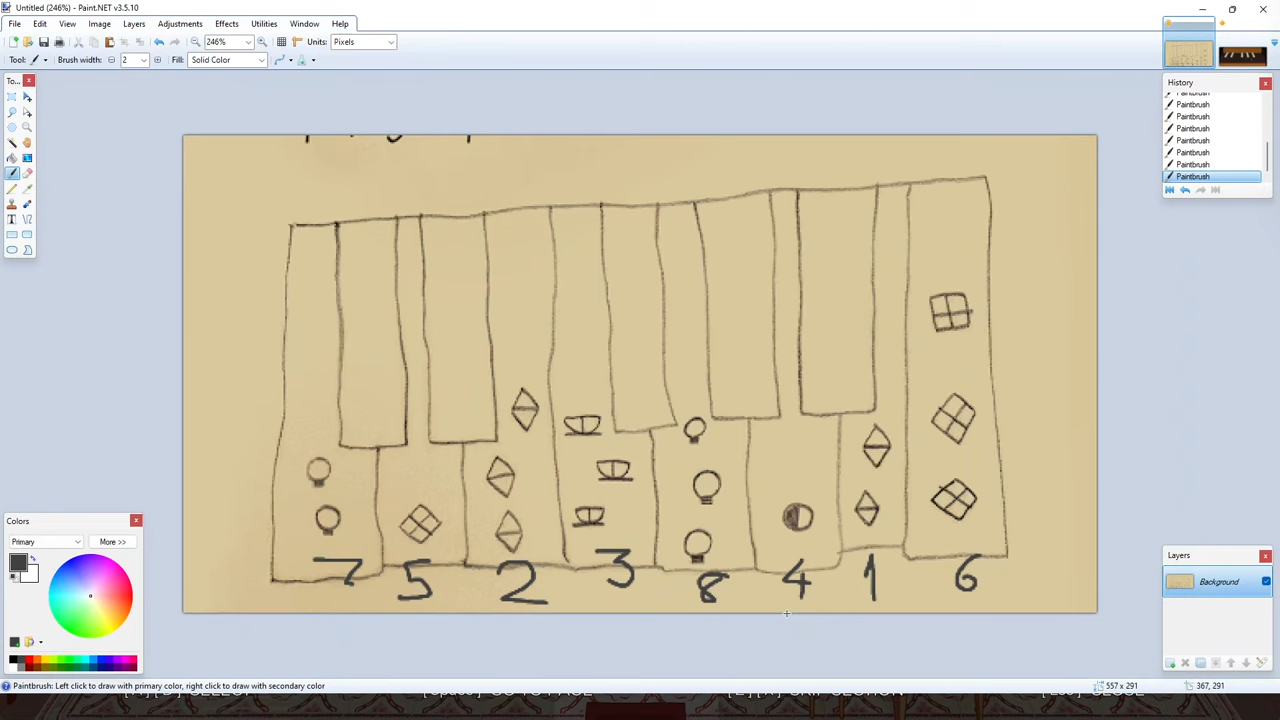 Untitled (246%) - Paint.NET v3.5.10
File Edit View Image Layers Adjustments Effects Utilities Window Help
246% Units: Pixels
Tool: Brush width: 2 Fill: Solid Color
To...
History
Paintbrush
Paintbrush
Paintbrush
Paintbrush
Paintbrush
Paintbrush
Paintbrush
Paintbrush
7 5 2 3 8 4 1 6
Colors
Primary More >>
Layers
Background
Paintbrush: Left click to draw with primary color, right click to draw with secondary color
557 x 291 367, 291